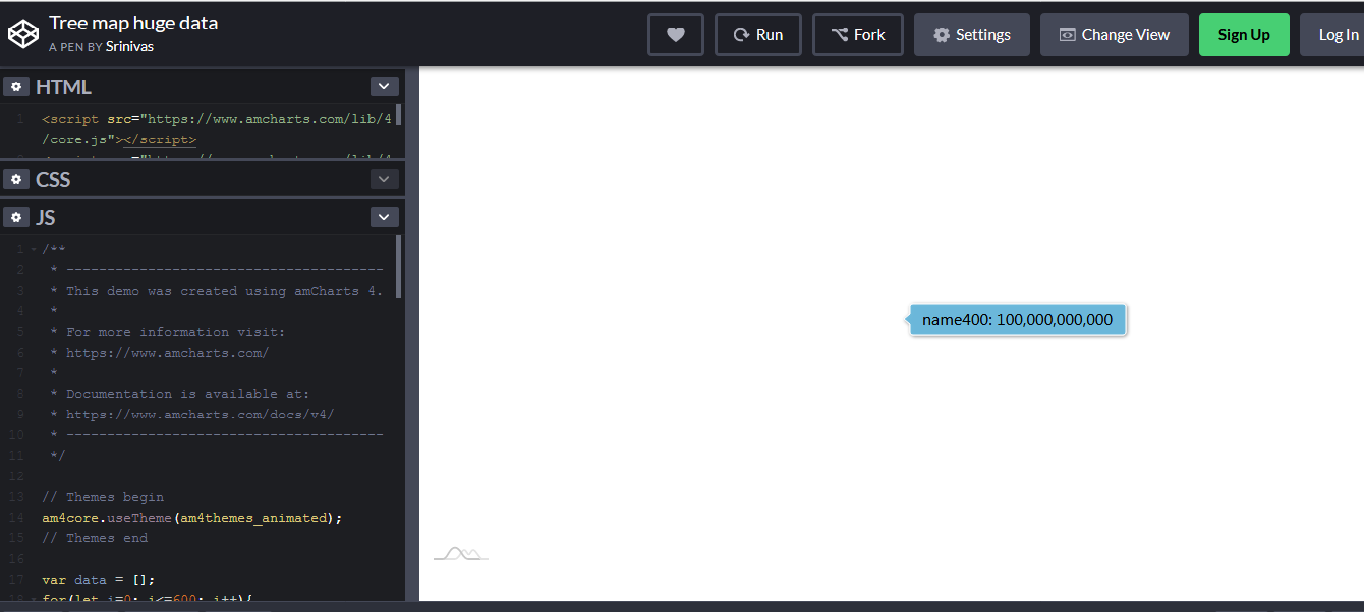 Tree map huge data
A PEN BY Srinivas
Run
Fork
Settings
Change View
Sign Up
Log In
HTML
1 <script src="https://www.amcharts.com/lib/4
/core.js"></script>
CSS
JS
1 /**
2 * ---------------------------------------
3 * This demo was created using amCharts 4.
4 *
5 * For more information visit:
6 * https://www.amcharts.com/
7 *
8 * Documentation is available at:
9 * https://www.amcharts.com/docs/v4/
10 * ---------------------------------------
11 */
12
13 // Themes begin
14 am4core.useTheme(am4themes_animated);
15 // Themes end
16
17 var data = [];
18 for(let i=0; i<=600; i++){
name400: 100,000,000,000